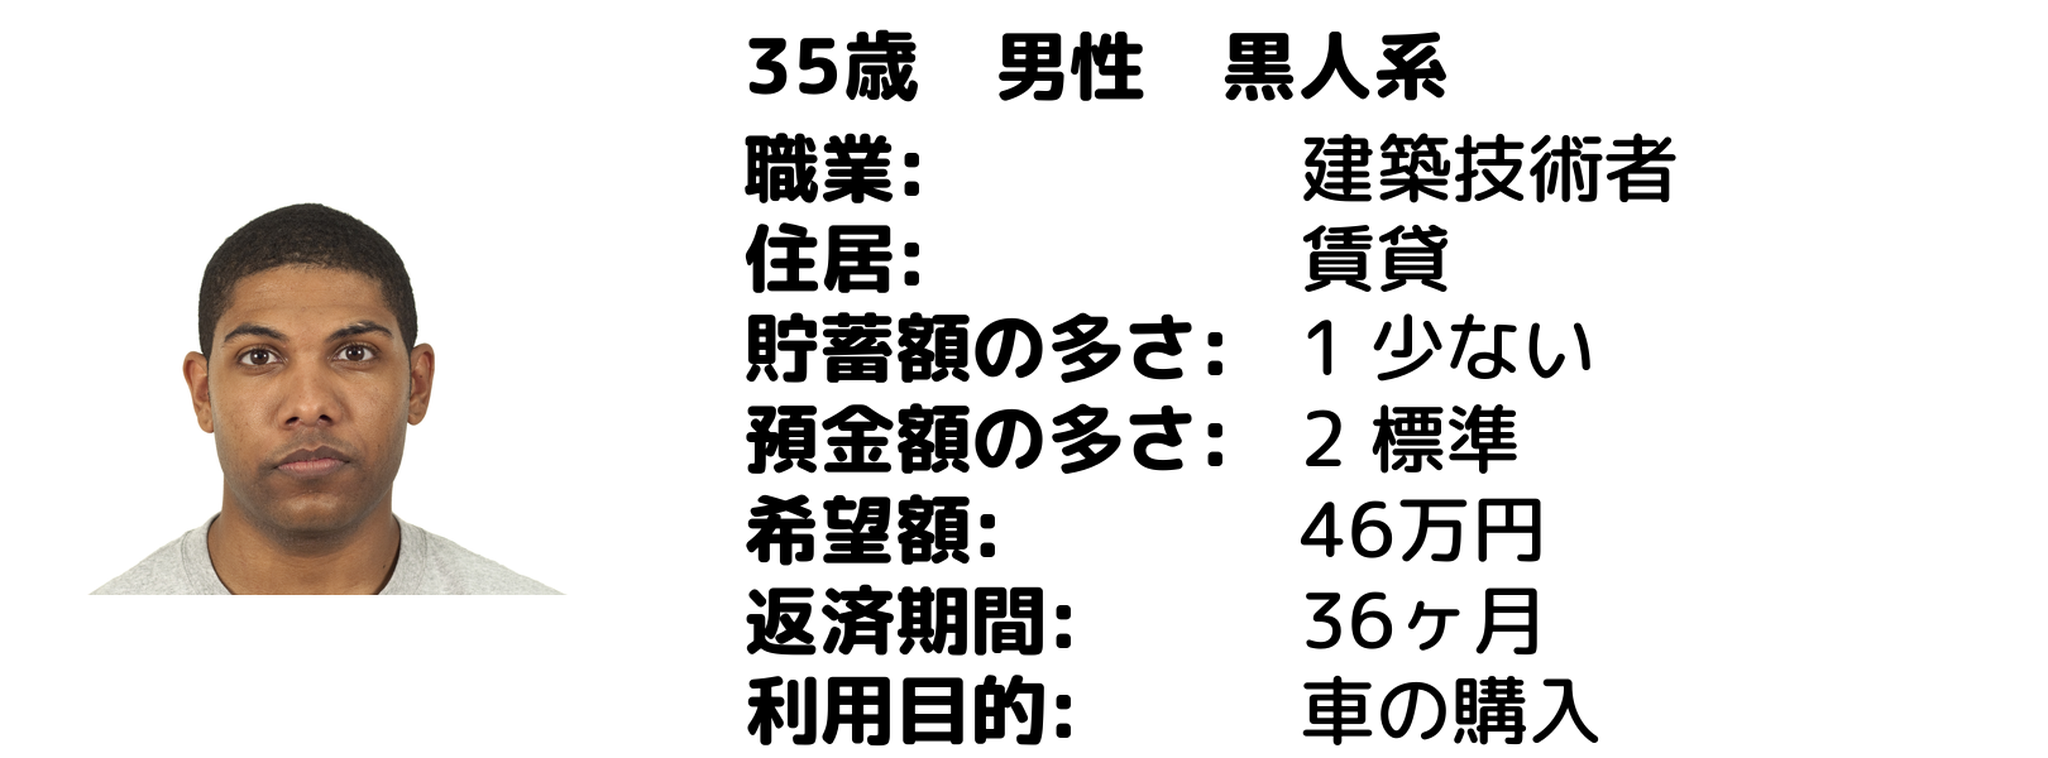 35歳　男性　黒人系
職業: 建築技術者
住居: 賃貸
貯蓄額の多さ: 1 少ない
預金額の多さ: 2 標準
希望額: 46万円
返済期間: 36ヶ月
利用目的: 車の購入